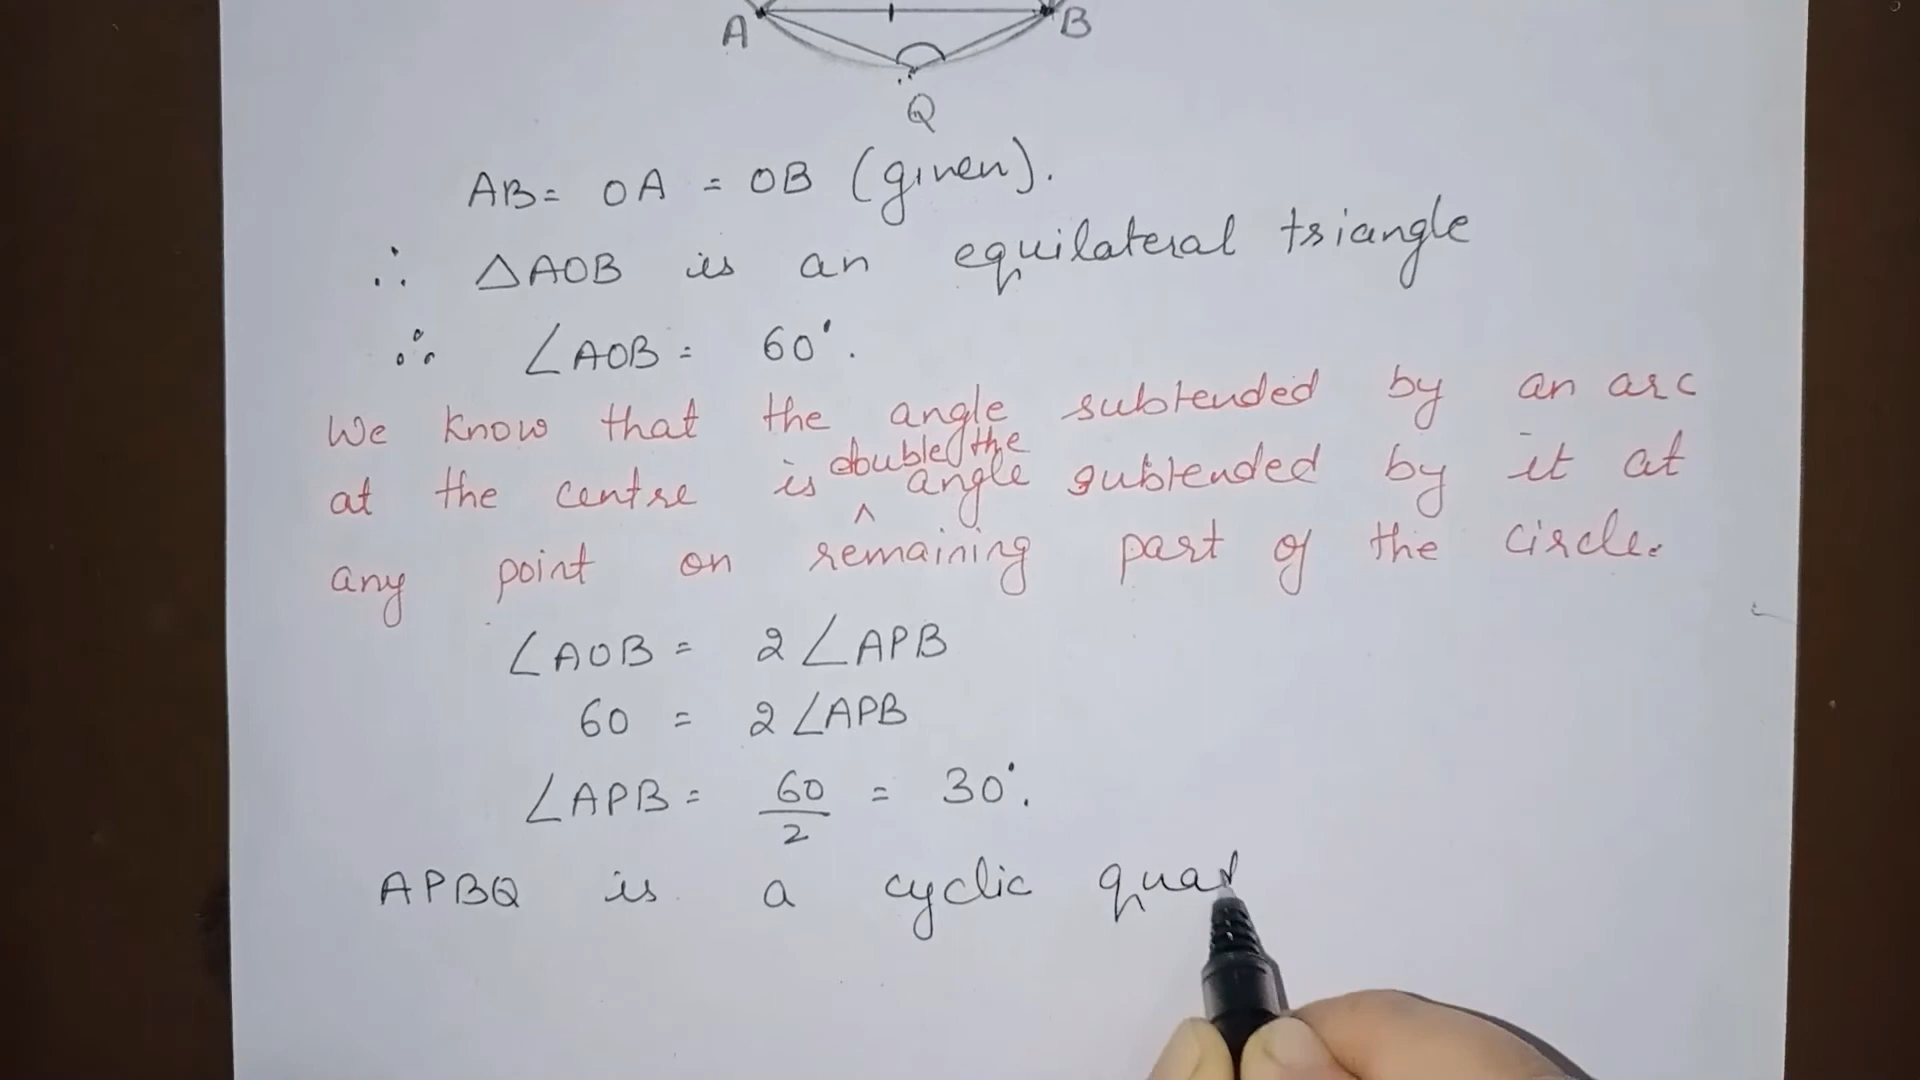 A B
Q
AB = OA = OB (given).
∴ △AOB is an equilateral triangle
∴ ∠AOB = 60°.
We know that the angle subtended by an arc
at the centre is double the angle subtended by it at
any point on remaining part of the circle.
∠AOB = 2 ∠APB
60 = 2 ∠APB
∠APB = 60/2 = 30°.
APBQ is a cyclic quad